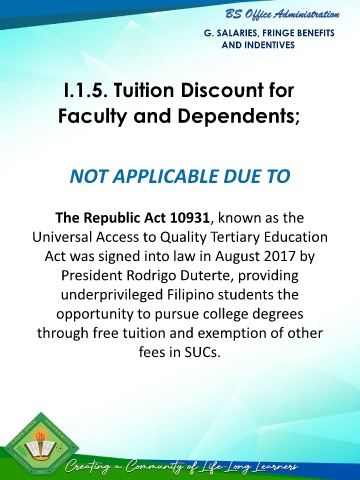 BS Office Administration
G. SALARIES, FRINGE BENEFITS
AND INDENTIVES
I.1.5. Tuition Discount for
Faculty and Dependents;
NOT APPLICABLE DUE TO
The Republic Act 10931, known as the
Universal Access to Quality Tertiary Education
Act was signed into law in August 2017 by
President Rodrigo Duterte, providing
underprivileged Filipino students the
opportunity to pursue college degrees
through free tuition and exemption of other
fees in SUCs.
Creating a Community of Life-Long Learners